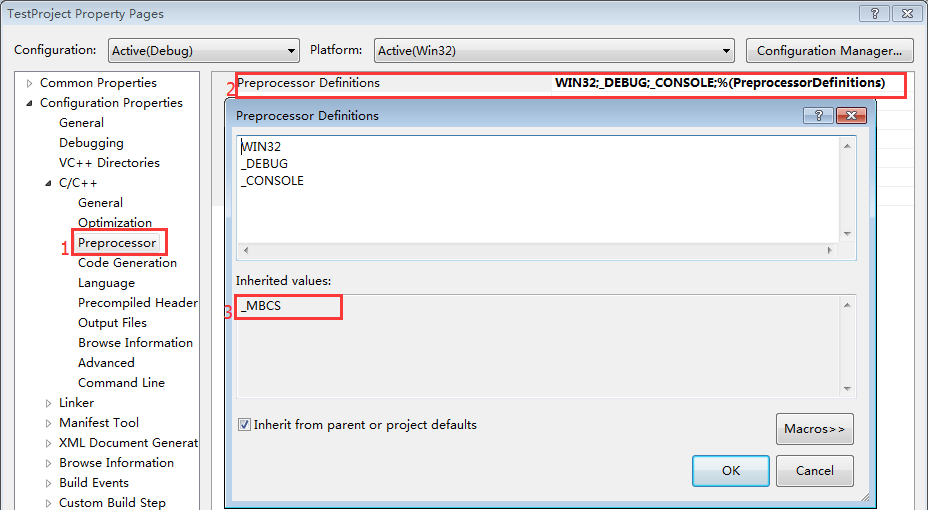 TestProject Property Pages
Configuration:
Active(Debug)
Platform:
Active(Win32)
Configuration Manager...
Common Properties
Configuration Properties
General
Debugging
VC++ Directories
C/C++
General
Optimization
1 Preprocessor
Code Generation
Language
Precompiled Header
Output Files
Browse Information
Advanced
Command Line
Linker
Manifest Tool
XML Document Generat
Browse Information
Build Events
Custom Build Step
2 Preprocessor Definitions WIN32;_DEBUG;_CONSOLE;%(PreprocessorDefinitions)
Preprocessor Definitions
WIN32
_DEBUG
_CONSOLE
Inherited values:
3 _MBCS
Inherit from parent or project defaults
Macros>>
OK
Cancel